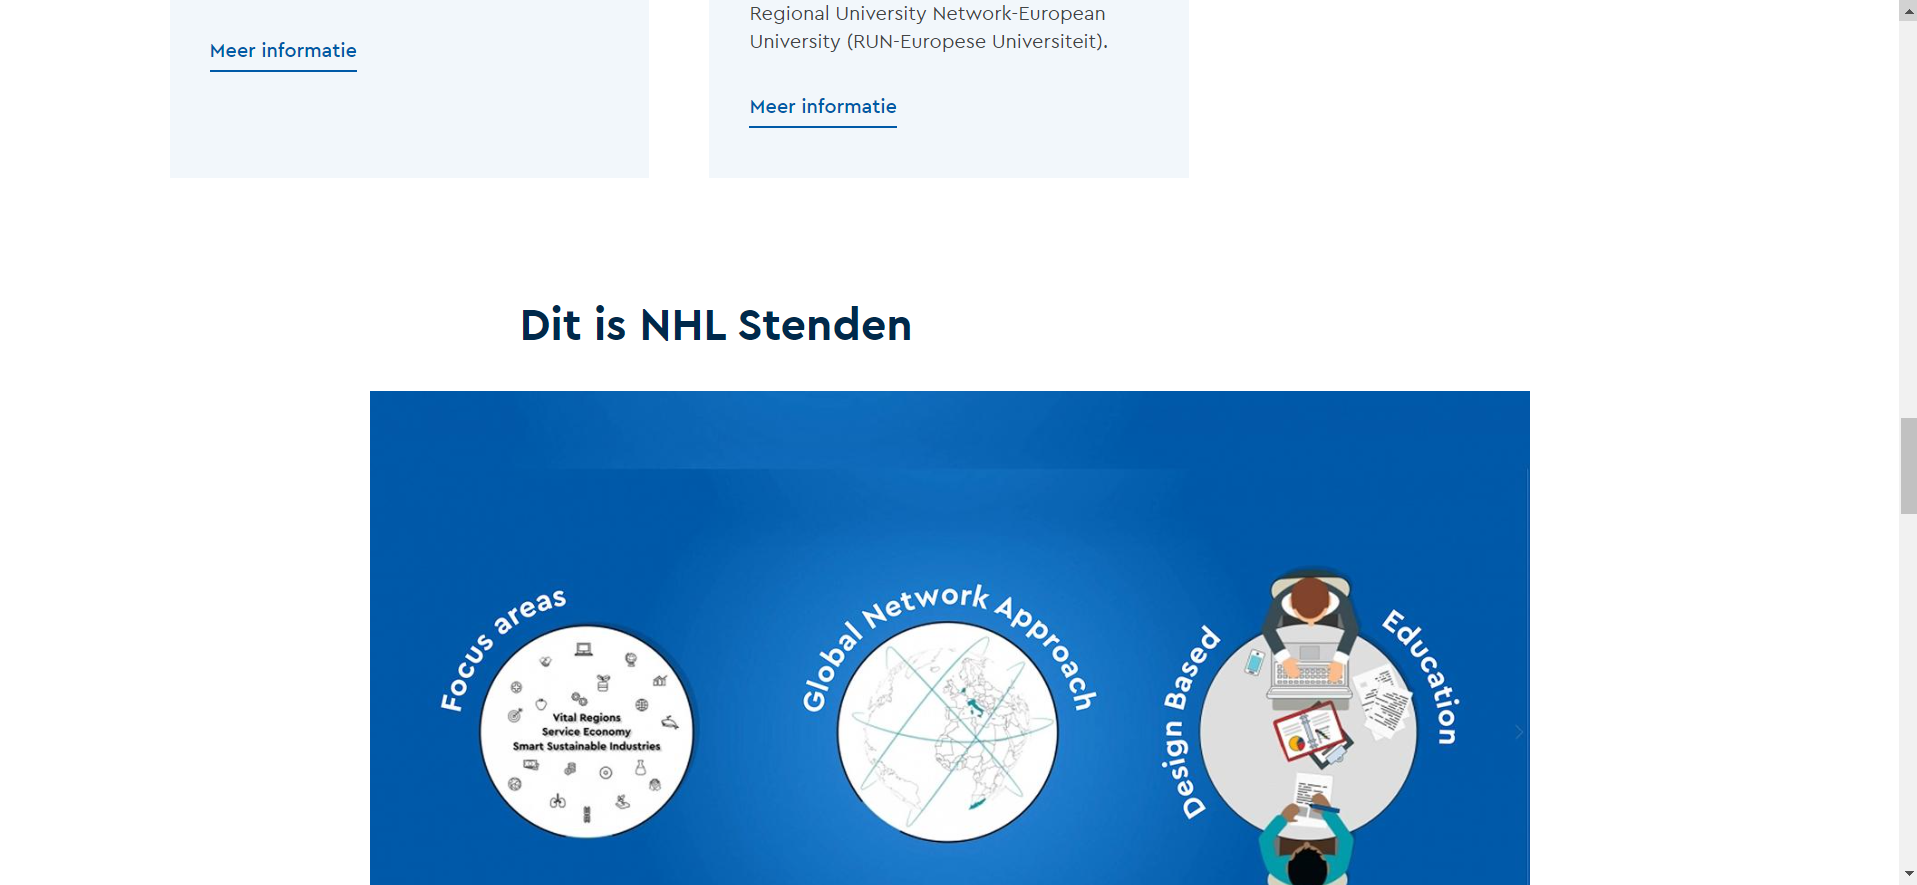 Meer informatie
Regional University Network-European
University (RUN-Europese Universiteit).
Meer informatie
Dit is NHL Stenden
Focus areas
Vital Regions
Service Economy
Smart Sustainable Industries
Global Network Approach
Design Based Education